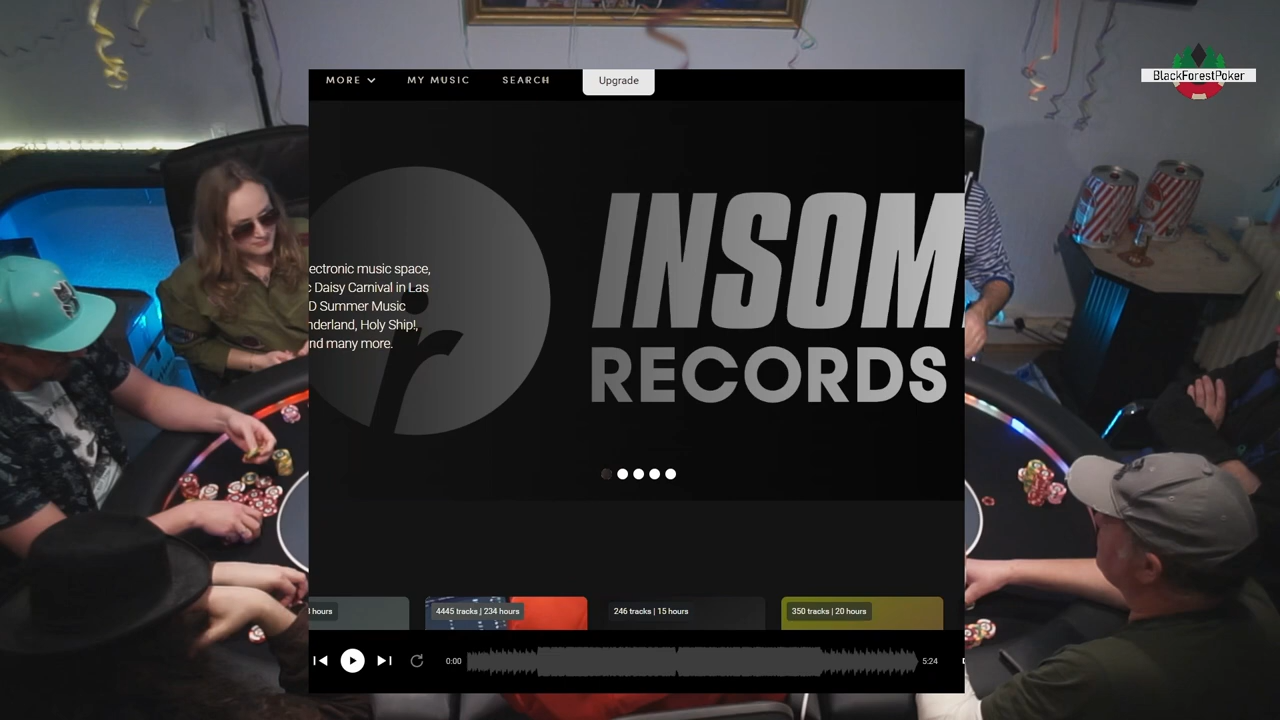 BlackForestPoker
MORE
MY MUSIC
SEARCH
Upgrade
INSOM
RECORDS
ectronic music space,
c Daisy Carnival in Las
D Summer Music
nderland, Holy Ship!,
nd many more.
hours
4445 tracks | 234 hours
246 tracks | 15 hours
350 tracks | 20 hours
0:00
5:24